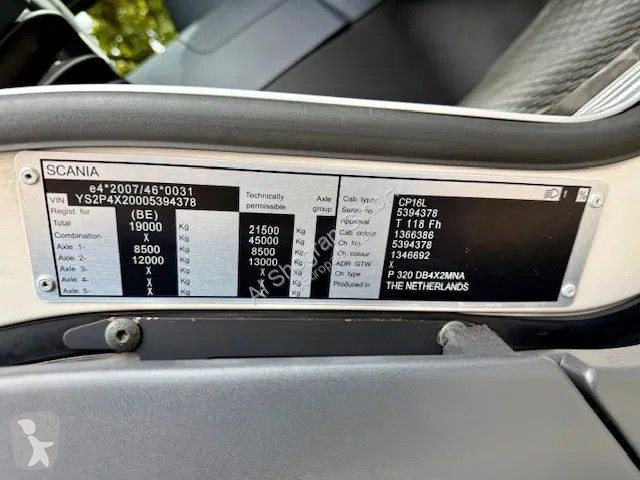 SCANIA
e4*2007/46*0031
VIN YS2P4X20005394378
Regist. for (BE) Technically permissible Axle group
Total 19000 Kg 21500 Kg
Combination X Kg 45000 Kg
Axle 1- 8500 Kg 8500 Kg
Axle 2- 12000 Kg 13000 Kg
Axle 3- X Kg X Kg
Axle 4- X Kg X Kg
Axle 5- X Kg X Kg
1 %
Cab type CP16L
Serial no 5394378
Approved T 118 Fh
Cab. colour 1366386
Ch. No. 5394378
Ch. colour 1346692
ADR GTW X
Ch. type P 320 DB4X2MNA
Produced in THE NETHERLANDS